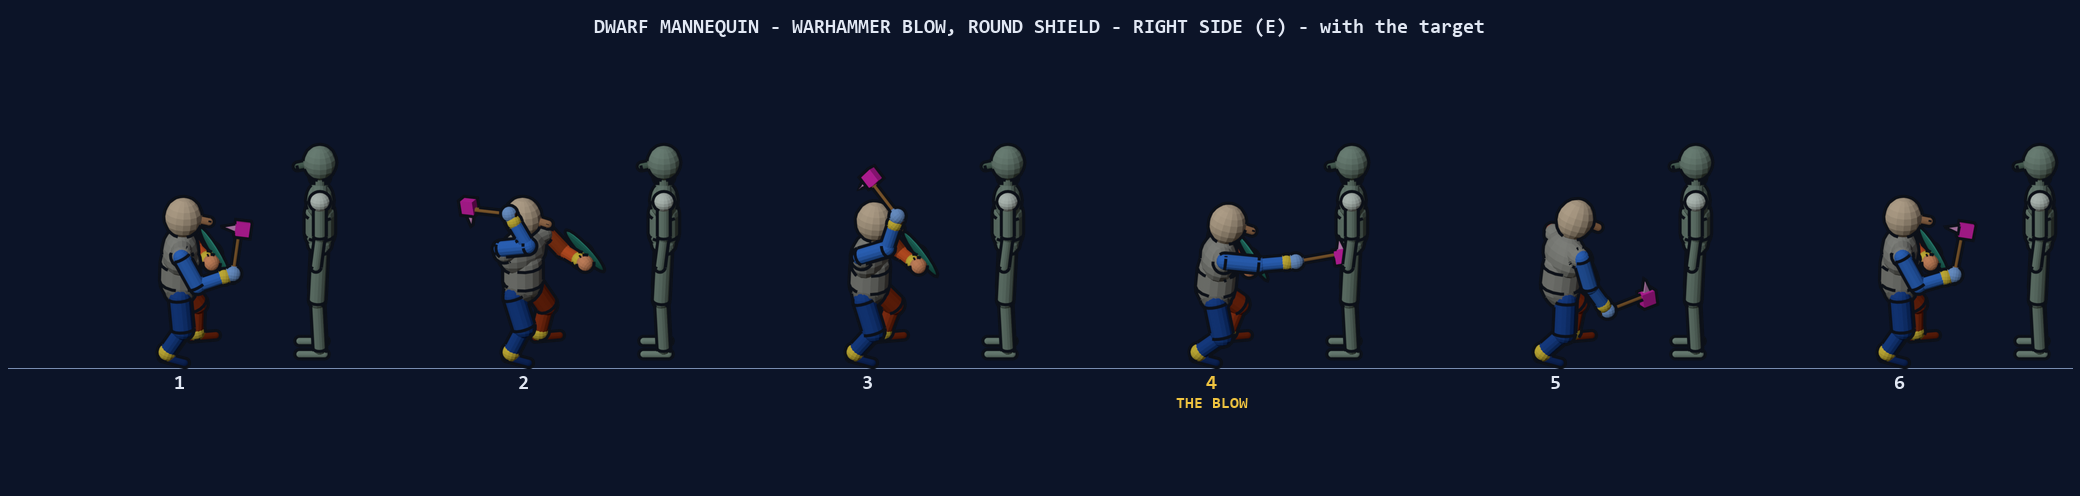 DWARF MANNEQUIN - WARHAMMER BLOW, ROUND SHIELD - RIGHT SIDE (E) - with the target
1 2 3 4 5 6
THE BLOW